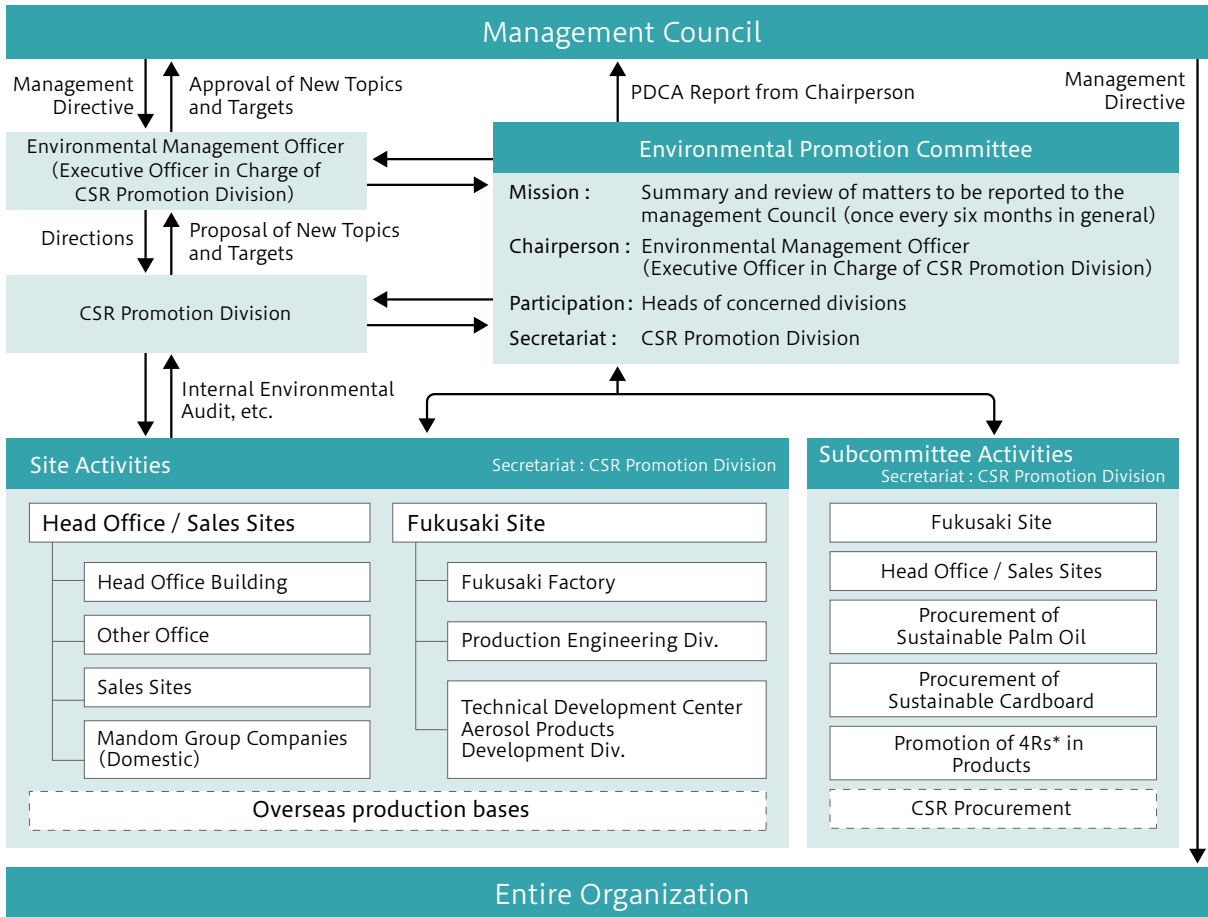 Management Council
Management
Directive
Approval of New Topics
and Targets
PDCA Report from Chairperson
Management
Directive
Environmental Management Officer
(Executive Officer in Charge of
CSR Promotion Division)
Directions
Proposal of New Topics
and Targets
CSR Promotion Division
Environmental Promotion Committee
Mission : Summary and review of matters to be reported to the
management Council (once every six months in general)
Chairperson : Environmental Management Officer
(Executive Officer in Charge of CSR Promotion Division)
Participation : Heads of concerned divisions
Secretariat : CSR Promotion Division
Internal Environmental
Audit, etc.
Site Activities
Secretariat : CSR Promotion Division
Head Office / Sales Sites
Head Office Building
Other Office
Sales Sites
Mandom Group Companies
(Domestic)
Fukusaki Site
Fukusaki Factory
Production Engineering Div.
Technical Development Center
Aerosol Products
Development Div.
Overseas production bases
Subcommittee Activities
Secretariat : CSR Promotion Division
Fukusaki Site
Head Office / Sales Sites
Procurement of
Sustainable Palm Oil
Procurement of
Sustainable Cardboard
Promotion of 4Rs* in
Products
CSR Procurement
Entire Organization